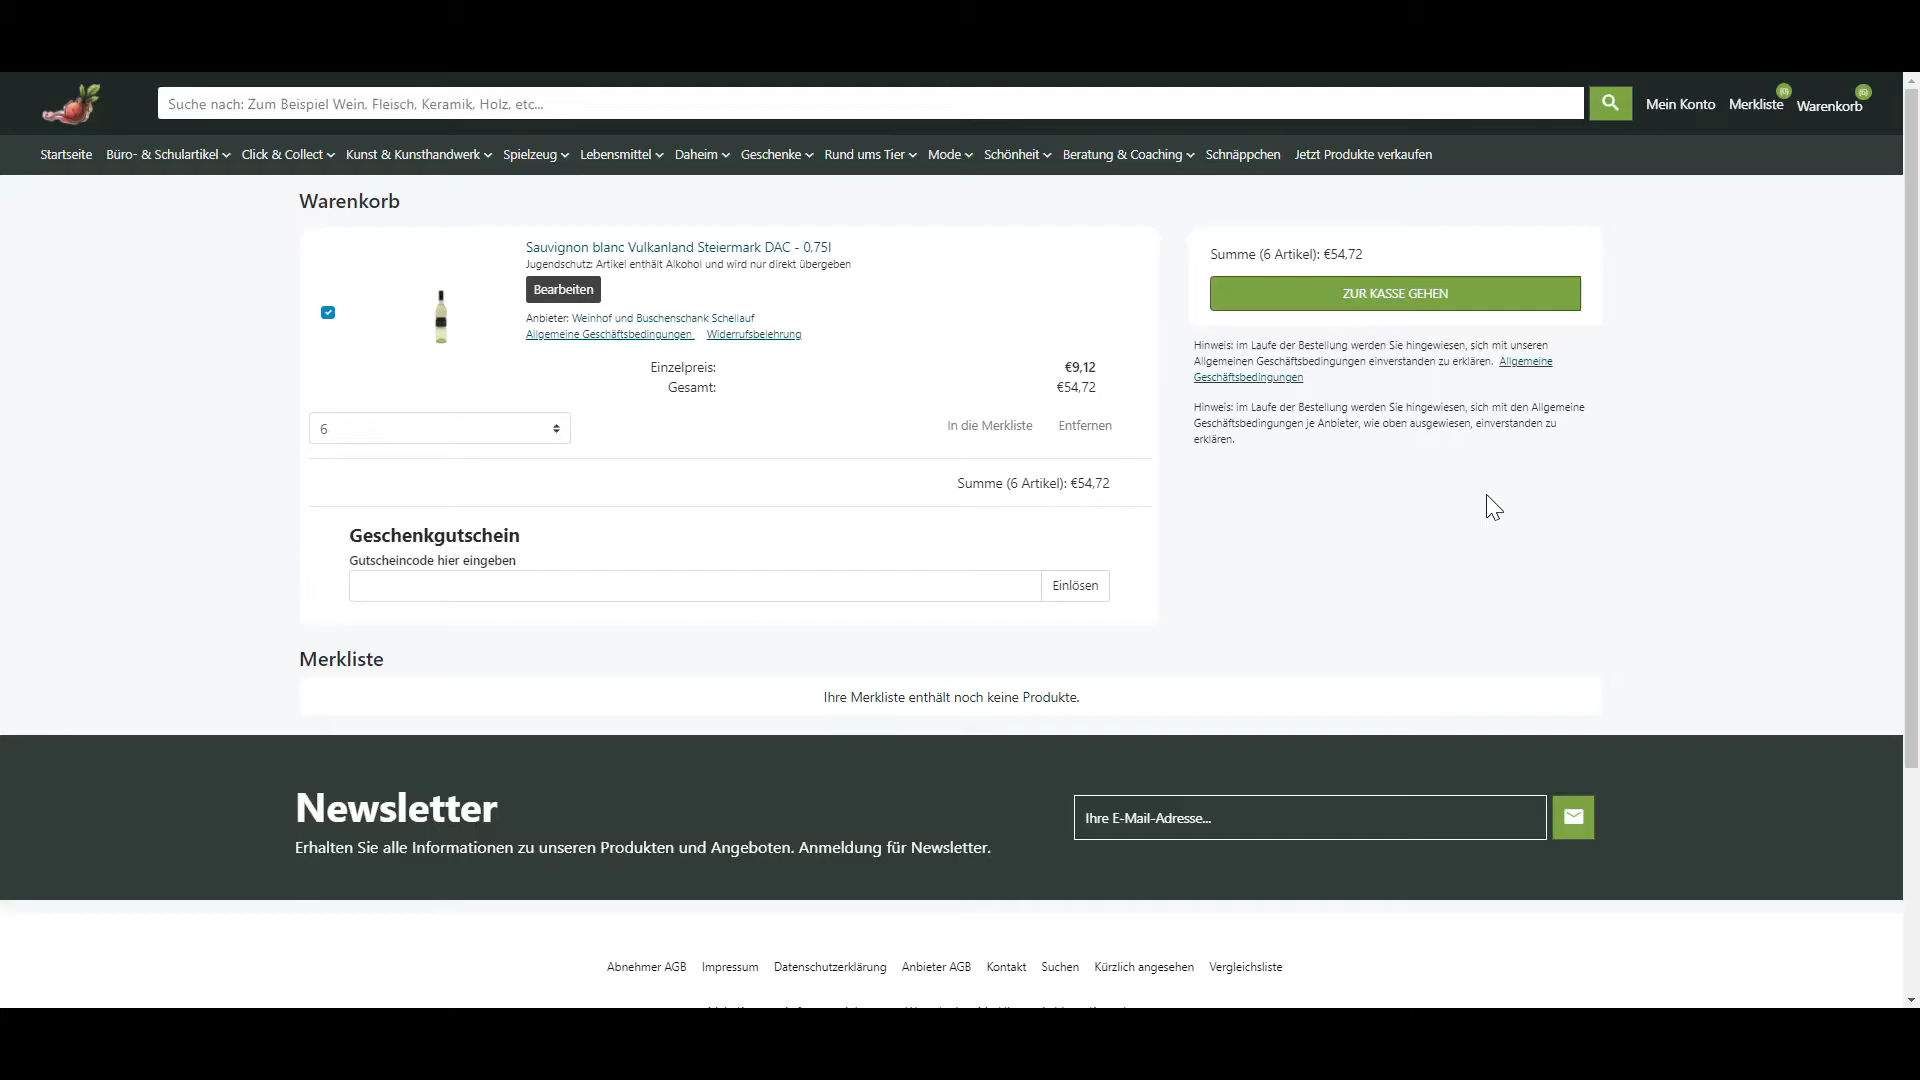 Suche nach: Zum Beispiel Wein, Fleisch, Keramik, Holz, etc...
Mein Konto
Merkliste
(0)
Warenkorb
(6)
Startseite
Büro- & Schulartikel
Click & Collect
Kunst & Kunsthandwerk
Spielzeug
Lebensmittel
Daheim
Geschenke
Rund ums Tier
Mode
Schönheit
Beratung & Coaching
Schnäppchen
Jetzt Produkte verkaufen
Warenkorb
Sauvignon blanc Vulkanland Steiermark DAC - 0,75l
Jugendschutz: Artikel enthält Alkohol und wird nur direkt übergeben
Bearbeiten
Anbieter: Weinhof und Buschenschank Schellauf
Allgemeine Geschäftsbedingungen
Widerrufsbelehrung
Einzelpreis: €9,12
Gesamt: €54,72
6
In die Merkliste
Entfernen
Summe (6 Artikel): €54,72
Geschenkgutschein
Gutscheincode hier eingeben
Einlösen
Summe (6 Artikel): €54,72
ZUR KASSE GEHEN
Hinweis: im Laufe der Bestellung werden Sie hingewiesen, sich mit unseren
Allgemeinen Geschäftsbedingungen einverstanden zu erklären. Allgemeine
Geschäftsbedingungen
Hinweis: im Laufe der Bestellung werden Sie hingewiesen, sich mit den Allgemeine
Geschäftsbedingungen je Anbieter, wie oben ausgewiesen, einverstanden zu
erklären.
Merkliste
Ihre Merkliste enthält noch keine Produkte.
Newsletter
Erhalten Sie alle Informationen zu unseren Produkten und Angeboten. Anmeldung für Newsletter.
Ihre E-Mail-Adresse...
Abnehmer AGB
Impressum
Datenschutzerklärung
Anbieter AGB
Kontakt
Suchen
Kürzlich angesehen
Vergleichsliste